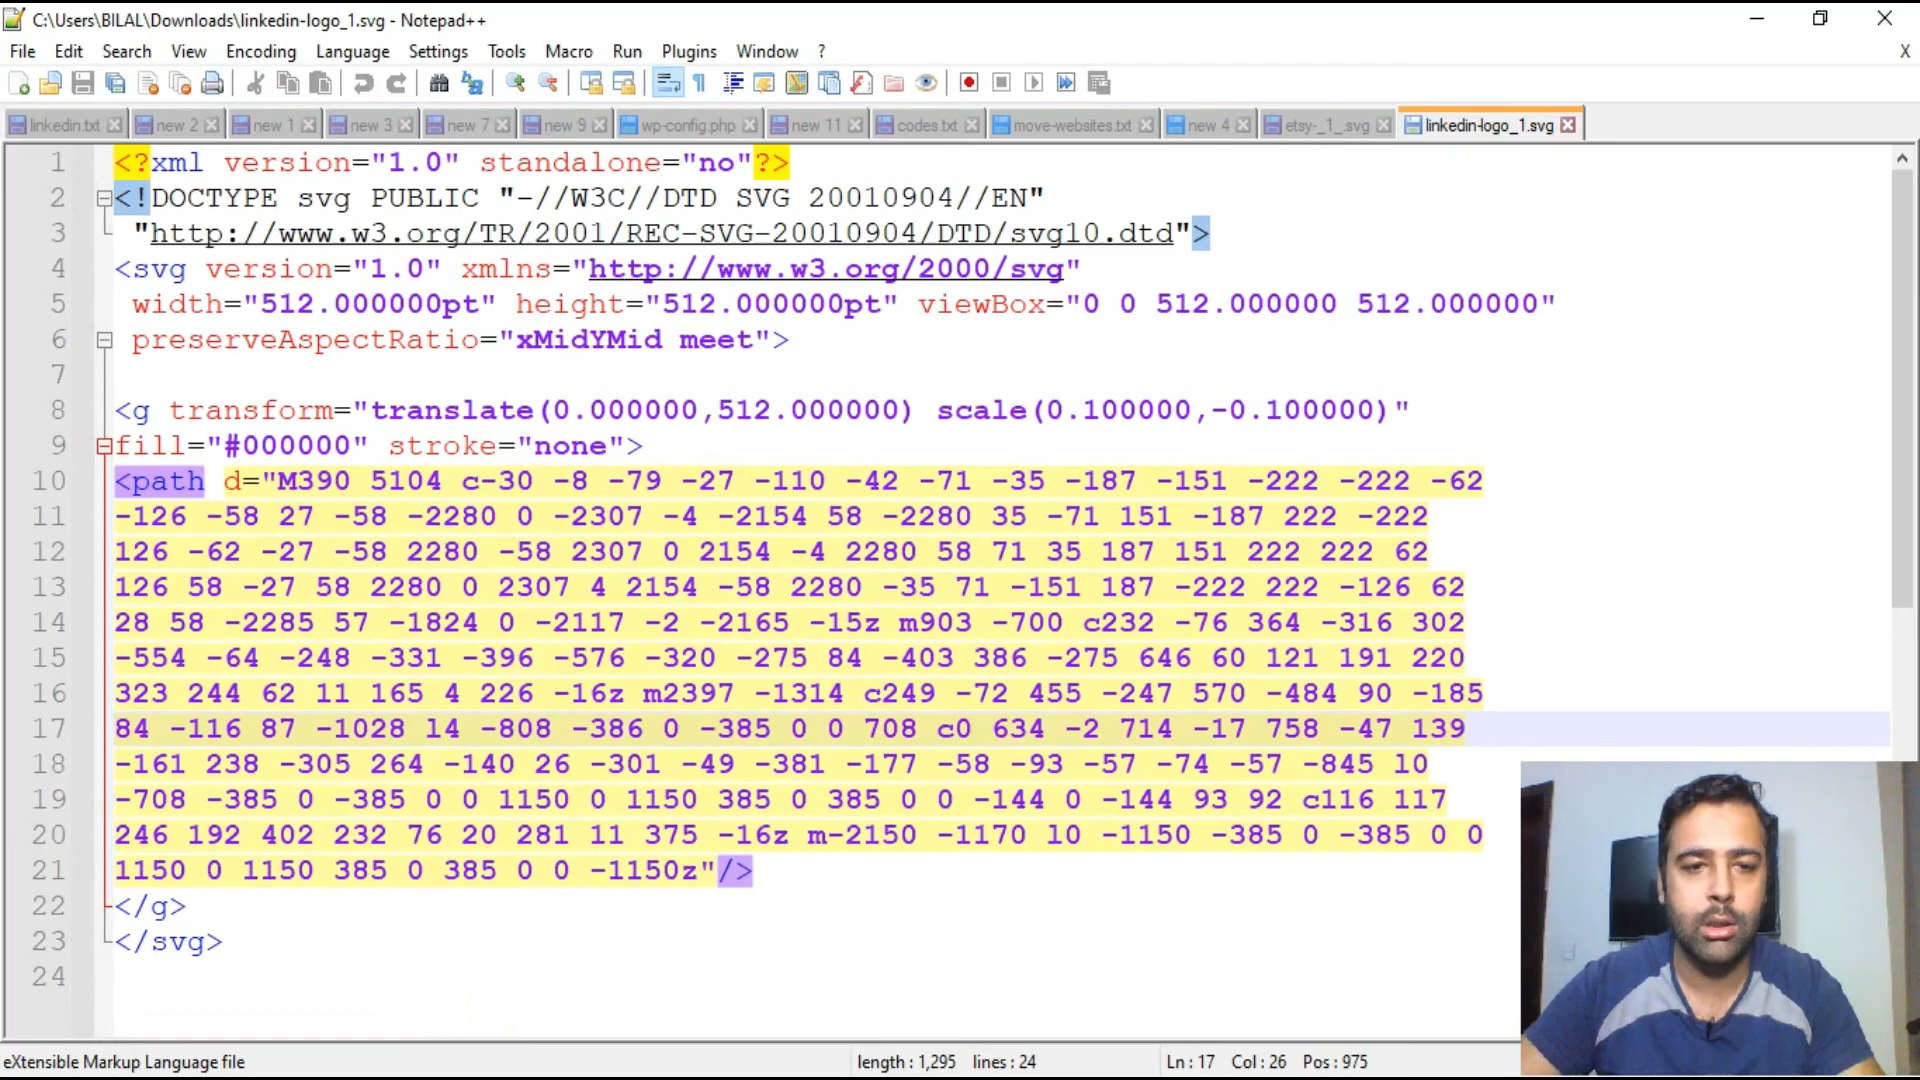 C:\Users\BILAL\Downloads\linkedin-logo_1.svg - Notepad++
File Edit Search View Encoding Language Settings Tools Macro Run Plugins Window ? X
linkedin.txt new 2 new 1 new 3 new 7 new 9 wp-config.php new 11 codes.txt move-websites.txt new 4 etsy-_1_.svg linkedin-logo_1.svg
1 <?xml version="1.0" standalone="no"?>
2 <!DOCTYPE svg PUBLIC "-//W3C//DTD SVG 20010904//EN"
3 "http://www.w3.org/TR/2001/REC-SVG-20010904/DTD/svg10.dtd">
4 <svg version="1.0" xmlns="http://www.w3.org/2000/svg"
5 width="512.000000pt" height="512.000000pt" viewBox="0 0 512.000000 512.000000"
6 preserveAspectRatio="xMidYMid meet">
7
8 <g transform="translate(0.000000,512.000000) scale(0.100000,-0.100000)"
9 fill="#000000" stroke="none">
10 <path d="M390 5104 c-30 -8 -79 -27 -110 -42 -71 -35 -187 -151 -222 -222 -62
11 -126 -58 27 -58 -2280 0 -2307 -4 -2154 58 -2280 35 -71 151 -187 222 -222
12 126 -62 -27 -58 2280 -58 2307 0 2154 -4 2280 58 71 35 187 151 222 222 62
13 126 58 -27 58 2280 0 2307 4 2154 -58 2280 -35 71 -151 187 -222 222 -126 62
14 28 58 -2285 57 -1824 0 -2117 -2 -2165 -15z m903 -700 c232 -76 364 -316 302
15 -554 -64 -248 -331 -396 -576 -320 -275 84 -403 386 -275 646 60 121 191 220
16 323 244 62 11 165 4 226 -16z m2397 -1314 c249 -72 455 -247 570 -484 90 -185
17 84 -116 87 -1028 l4 -808 -386 0 -385 0 0 708 c0 634 -2 714 -17 758 -47 139
18 -161 238 -305 264 -140 26 -301 -49 -381 -177 -58 -93 -57 -74 -57 -845 l0
19 -708 -385 0 -385 0 0 1150 0 1150 385 0 385 0 0 -144 0 -144 93 92 c116 117
20 246 192 402 232 76 20 281 11 375 -16z m-2150 -1170 l0 -1150 -385 0 -385 0 0
21 1150 0 1150 385 0 385 0 0 -1150z"/>
22 </g>
23 </svg>
24
eXtensible Markup Language file length : 1,295 lines : 24 Ln : 17 Col : 26 Pos : 975